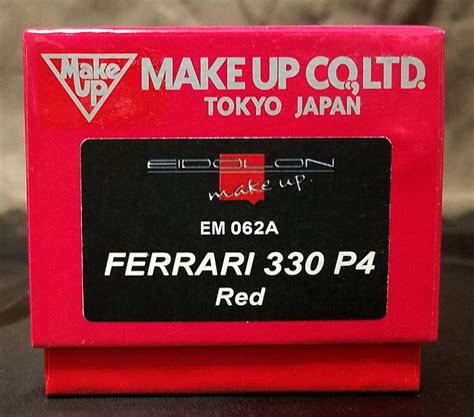 Make
Up
MAKE UP CO.,LTD.
TOKYO JAPAN
EIDOLON
make up.
EM 062A
FERRARI 330 P4
Red